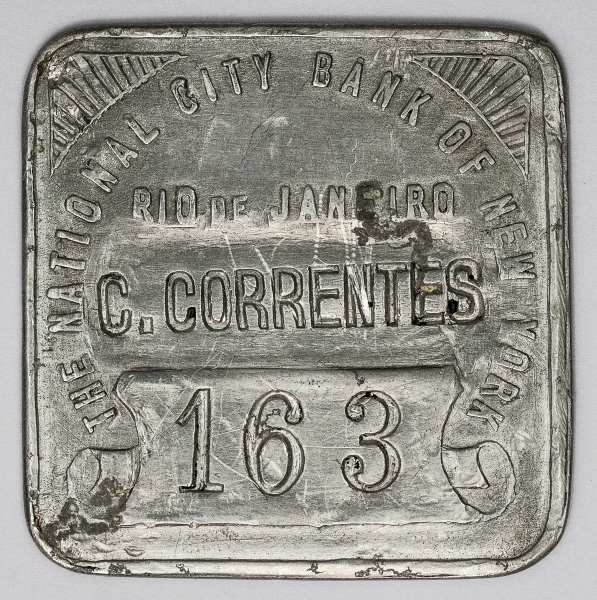 THE NATIONAL CITY BANK OF NEW YORK
RIO DE JANEIRO
C. CORRENTES
163